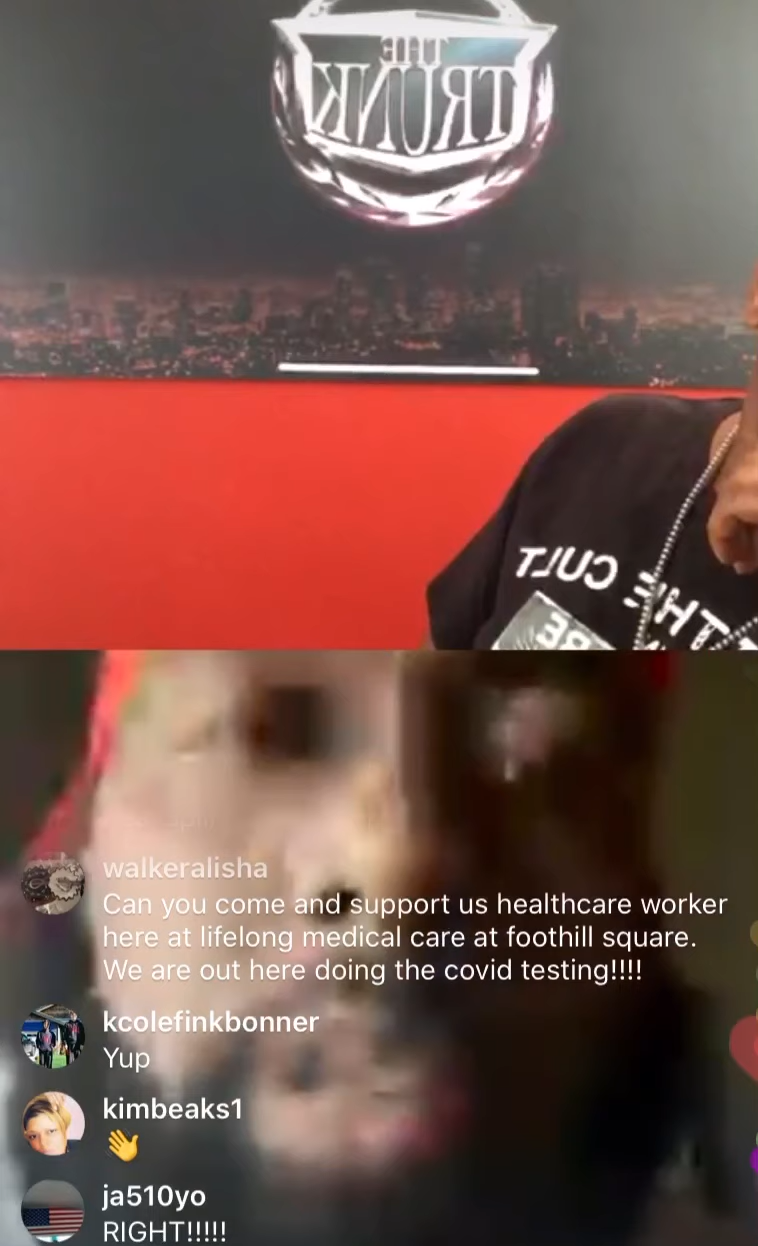 THE
TRUNK
THE CULT
RE
walkeralisha
Can you come and support us healthcare worker
here at lifelong medical care at foothill square.
We are out here doing the covid testing!!!!
kcolefinkbonner
Yup
kimbeaks1
👋
ja510yo
RIGHT!!!!!